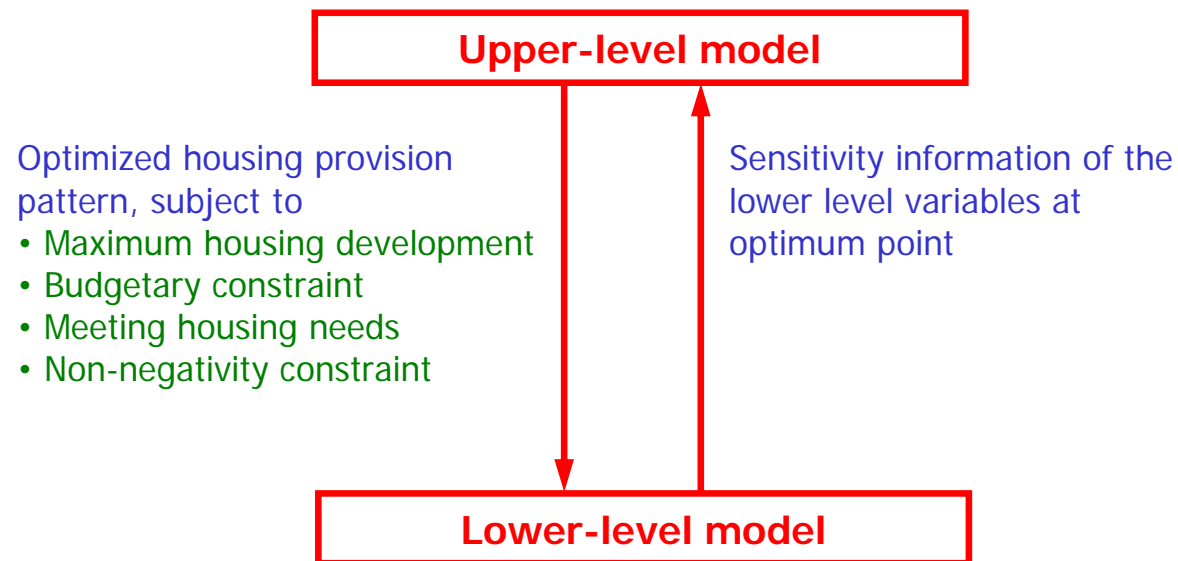 Upper-level model
Optimized housing provision
pattern, subject to
• Maximum housing development
• Budgetary constraint
• Meeting housing needs
• Non-negativity constraint
Sensitivity information of the
lower level variables at
optimum point
Lower-level model